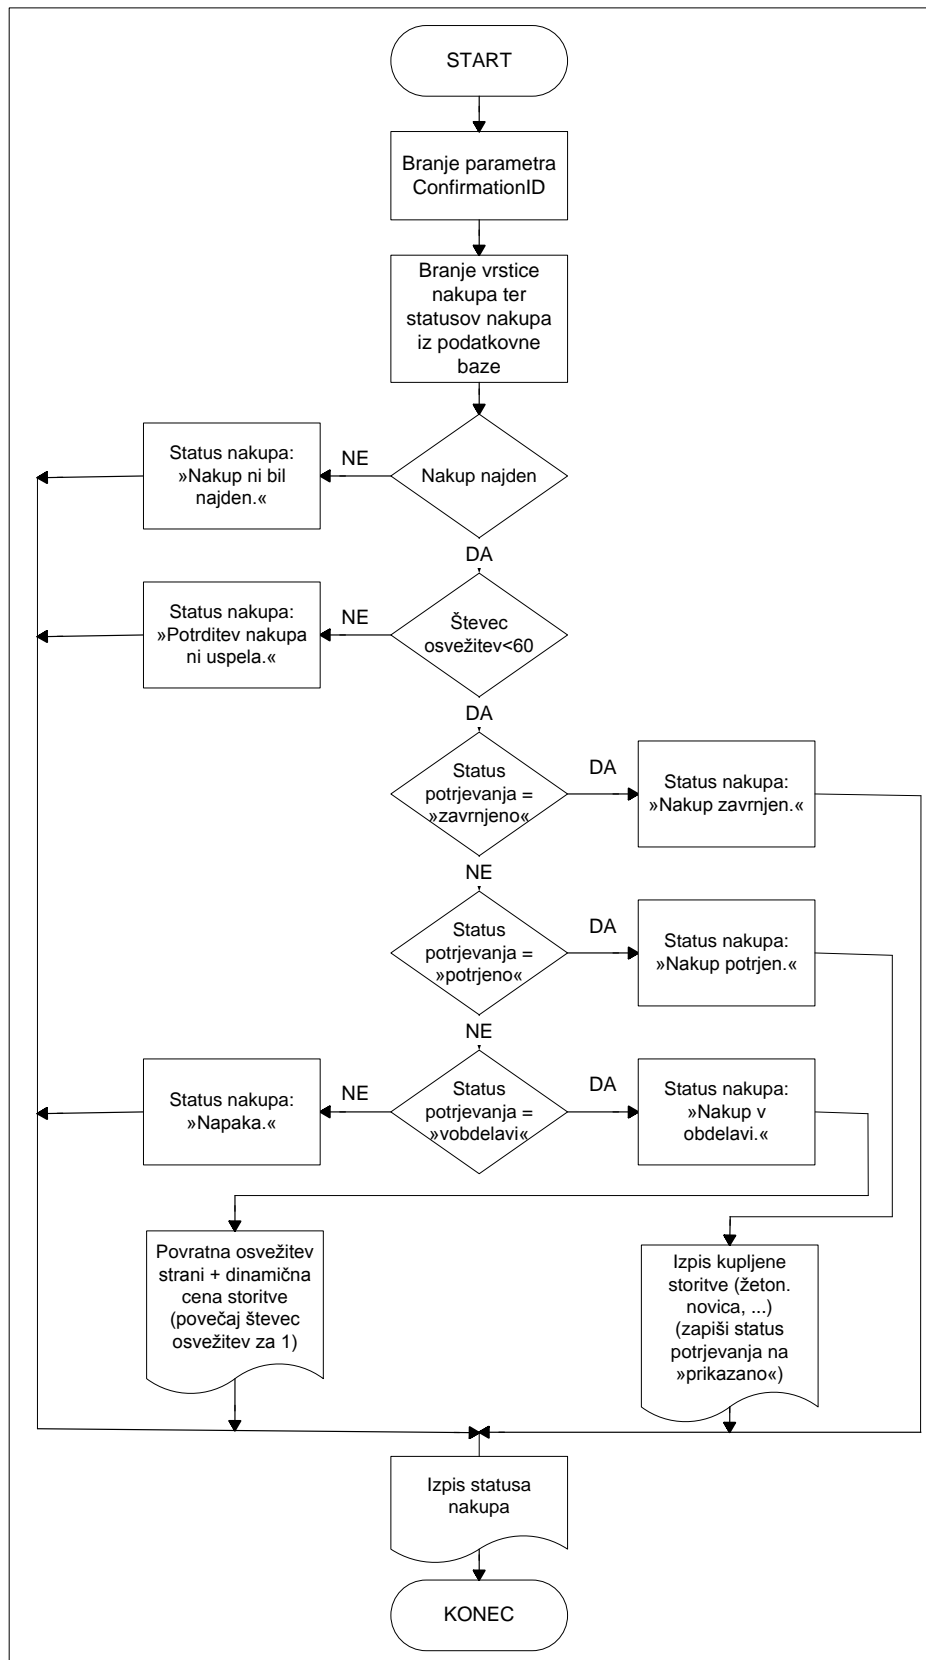 START
Branje parametra
ConfirmationID
Branje vrstice
nakupa ter
statusov nakupa
iz podatkovne
baze
Status nakupa:
»Nakup ni bil
najden.«
NE
Nakup najden
DA
Status nakupa:
»Potrditev nakupa
ni uspela.«
NE
Števec
osvežitev<60
DA
Status
potrjevanja =
»zavrnjeno«
DA
Status nakupa:
»Nakup zavrnjen.«
NE
Status
potrjevanja =
»potrjeno«
DA
Status nakupa:
»Nakup potrjen.«
NE
Status nakupa:
»Napaka.«
NE
Status
potrjevanja =
»vobdelavi«
DA
Status nakupa:
»Nakup v
obdelavi.«
Povratna osvežitev
strani + dinamična
cena storitve
(povečaj števec
osvežitev za 1)
Izpis kupljene
storitve (žeton.
novica, ...)
(zapiši status
potrjevanja na
»prikazano«)
Izpis statusa
nakupa
KONEC